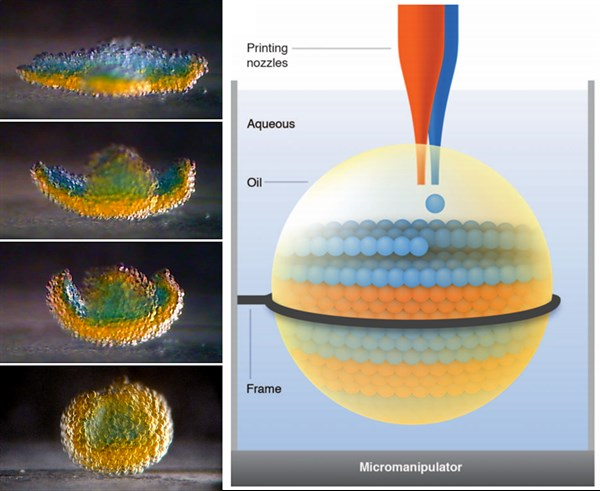 Printing
nozzles
Aqueous
Oil
Frame
Micromanipulator